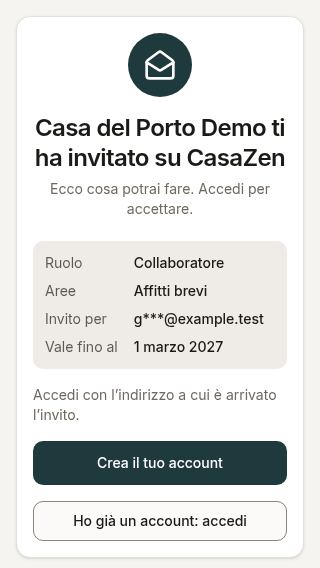 Casa del Porto Demo ti
ha invitato su CasaZen
Ecco cosa potrai fare. Accedi per
accettare.
Ruolo Collaboratore
Aree Affitti brevi
Invito per g***@example.test
Vale fino al 1 marzo 2027
Accedi con l’indirizzo a cui è arrivato
l’invito.
Crea il tuo account
Ho già un account: accedi